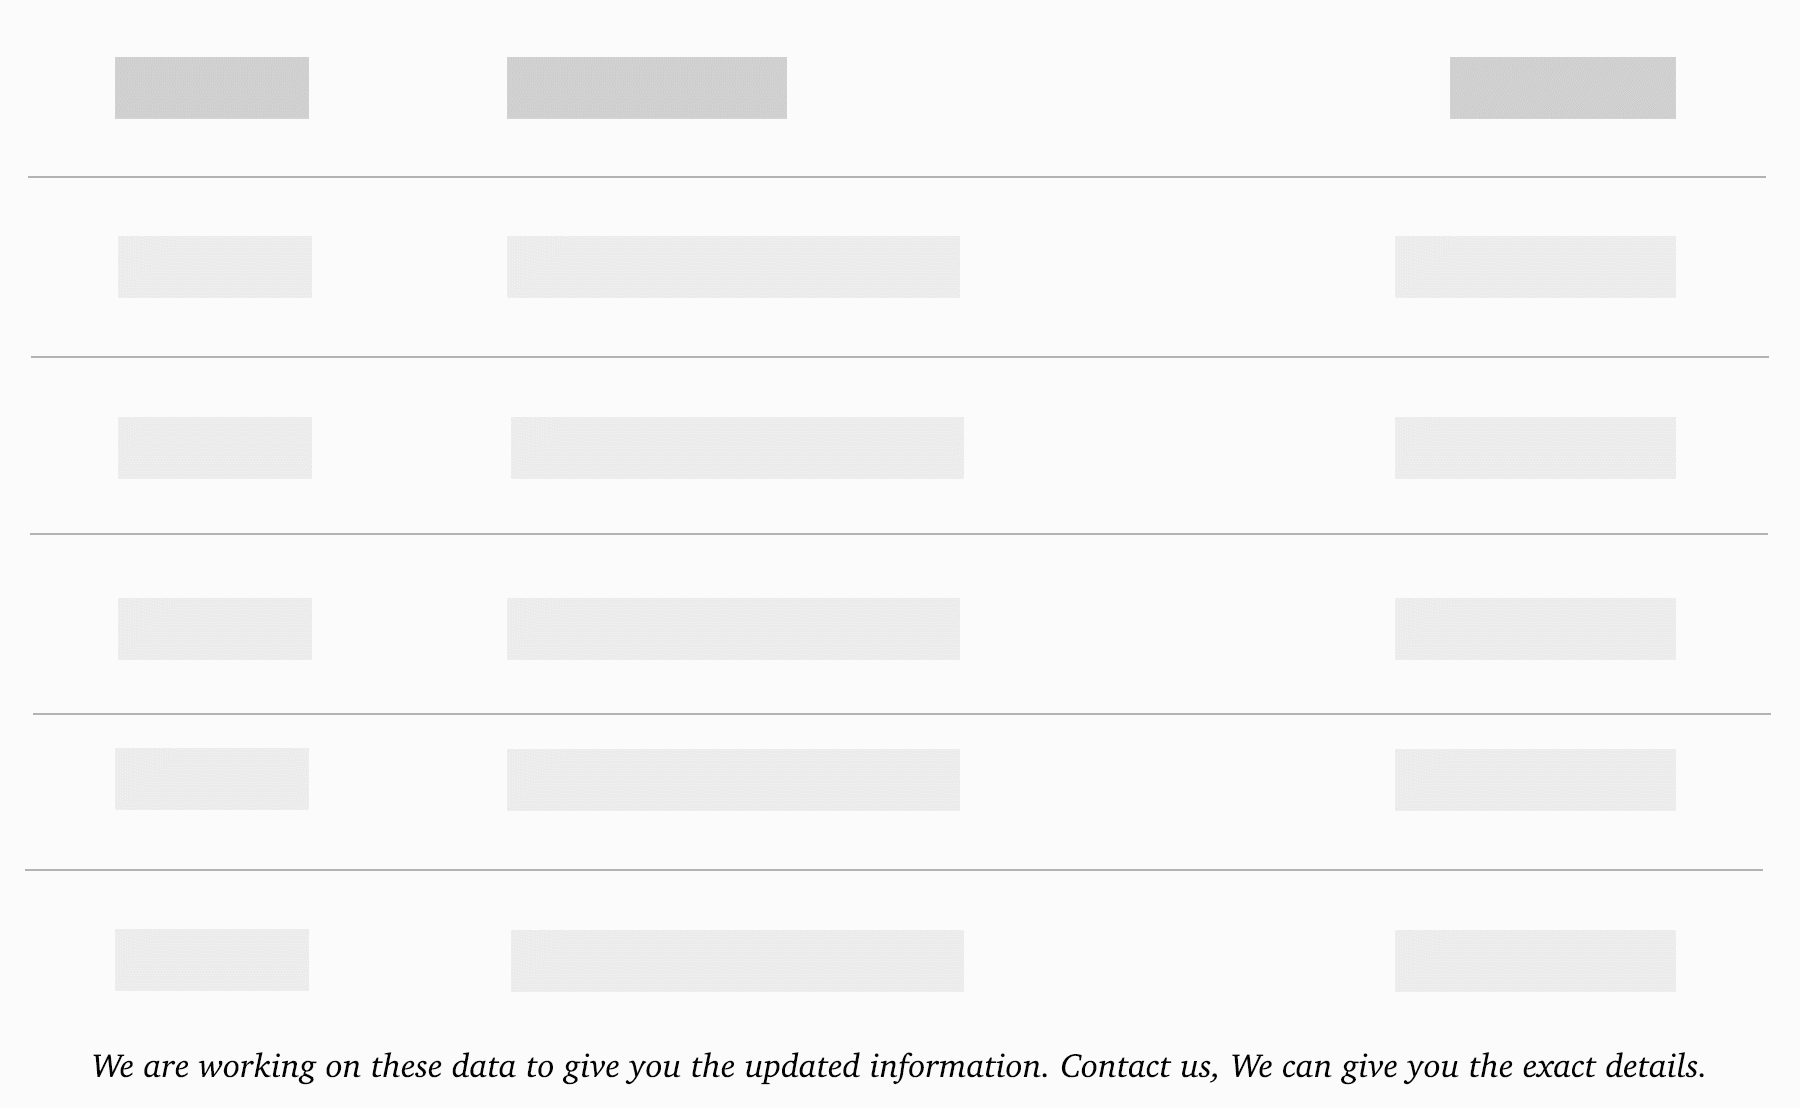 We are working on these data to give you the updated information. Contact us, We can give you the exact details.